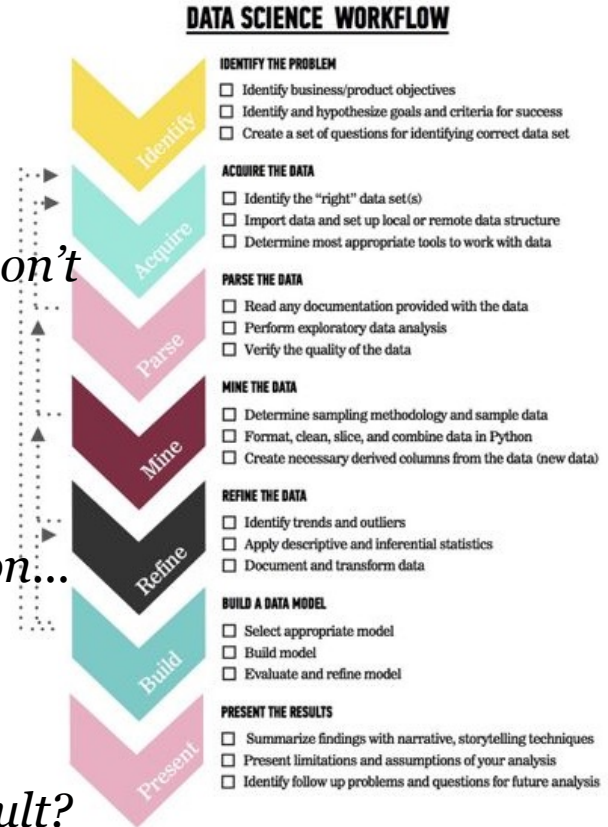 DATA SCIENCE WORKFLOW
IDENTIFY THE PROBLEM
☐ Identify business/product objectives
☐ Identify and hypothesize goals and criteria for success
☐ Create a set of questions for identifying correct data set
Identify
ACQUIRE THE DATA
☐ Identify the “right” data set(s)
☐ Import data and set up local or remote data structure
☐ Determine most appropriate tools to work with data
Acquire
on’t
PARSE THE DATA
☐ Read any documentation provided with the data
☐ Perform exploratory data analysis
☐ Verify the quality of the data
Parse
MINE THE DATA
☐ Determine sampling methodology and sample data
☐ Format, clean, slice, and combine data in Python
☐ Create necessary derived columns from the data (new data)
Mine
REFINE THE DATA
☐ Identify trends and outliers
☐ Apply descriptive and inferential statistics
☐ Document and transform data
Refine
on...
BUILD A DATA MODEL
☐ Select appropriate model
☐ Build model
☐ Evaluate and refine model
Build
PRESENT THE RESULTS
☐ Summarize findings with narrative, storytelling techniques
☐ Present limitations and assumptions of your analysis
☐ Identify follow up problems and questions for future analysis
Present
ult?